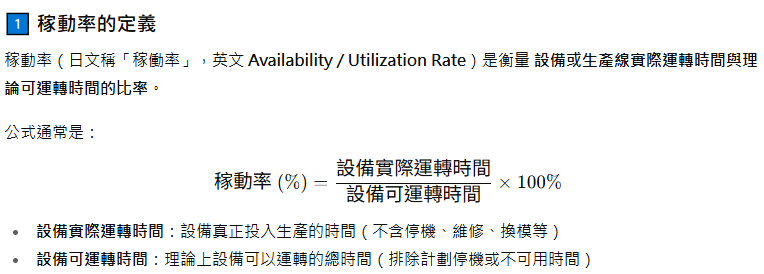 1 稼動率的定義
稼動率（日文稱「稼働率」，英文 Availability / Utilization Rate）是衡量 設備或生產線實際運轉時間與理
論可運轉時間的比率。
公式通常是：
稼動率 (%) = 設備實際運轉時間 / 設備可運轉時間 × 100%
• 設備實際運轉時間：設備真正投入生產的時間（不含停機、維修、換模等）
• 設備可運轉時間：理論上設備可以運轉的總時間（排除計劃停機或不可用時間）